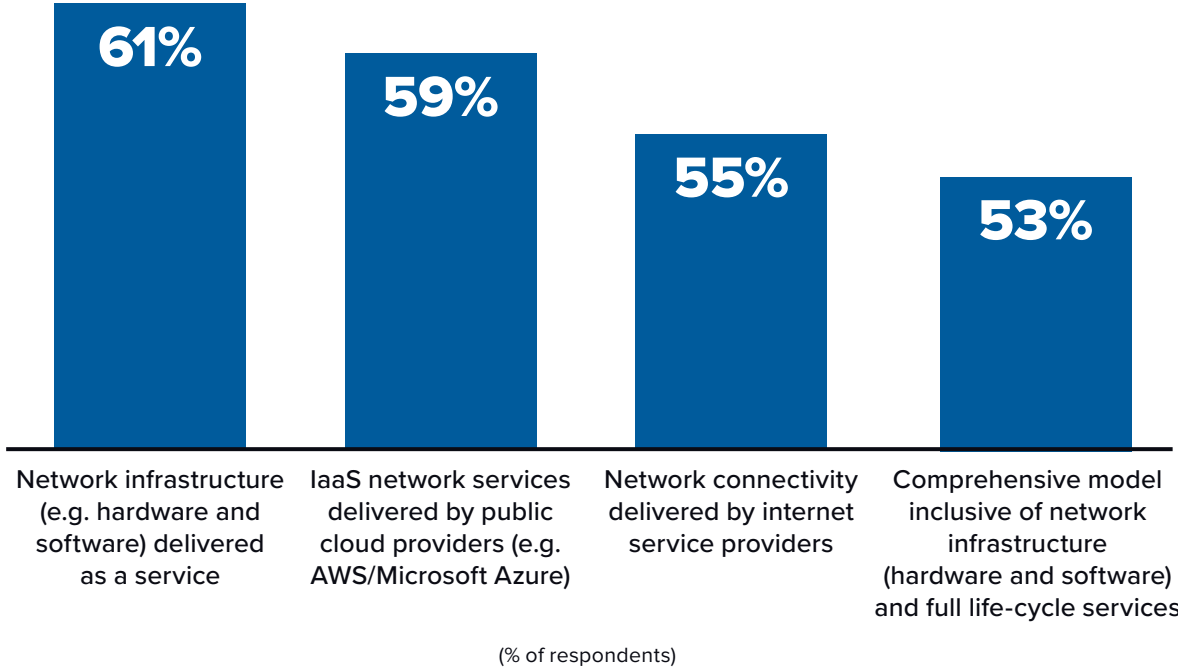 61%
59%
55%
53%
Network infrastructure
(e.g. hardware and
software) delivered
as a service
IaaS network services
delivered by public
cloud providers (e.g.
AWS/Microsoft Azure)
Network connectivity
delivered by internet
service providers
Comprehensive model
inclusive of network
infrastructure
(hardware and software)
and full life-cycle services
(% of respondents)